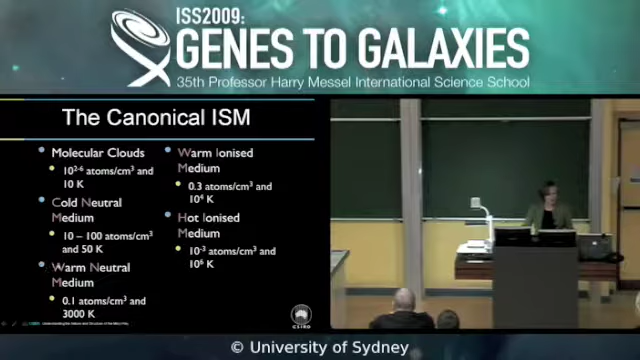 ISS2009:
GENES TO GALAXIES
35th Professor Harry Messel International Science School
The Canonical ISM
Molecular Clouds
10²⁻⁶ atoms/cm³ and
10 K
Cold Neutral
Medium
10 – 100 atoms/cm³
and 50 K
Warm Neutral
Medium
0.1 atoms/cm³ and
3000 K
Warm Ionised
Medium
0.3 atoms/cm³ and
10⁴ K
Hot Ionised
Medium
10⁻³ atoms/cm³ and
10⁶ K
CSIRO
© University of Sydney